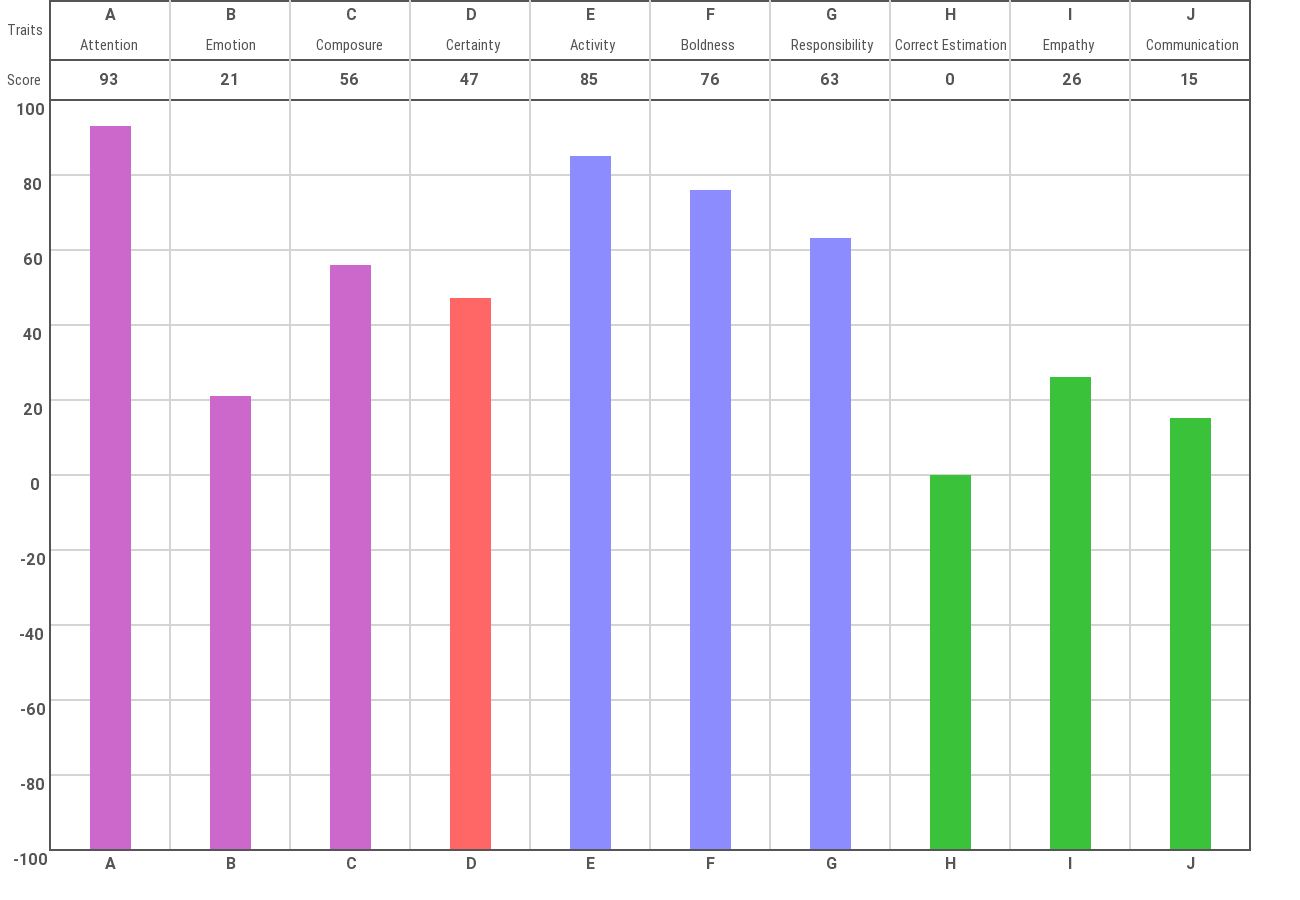 A B C D E F G H I J
Traits
Attention Emotion Composure Certainty Activity Boldness Responsibility Correct Estimation Empathy Communication
Score 93 21 56 47 85 76 63 0 26 15
100
80
60
40
20
0
-20
-40
-60
-80
-100
A B C D E F G H I J